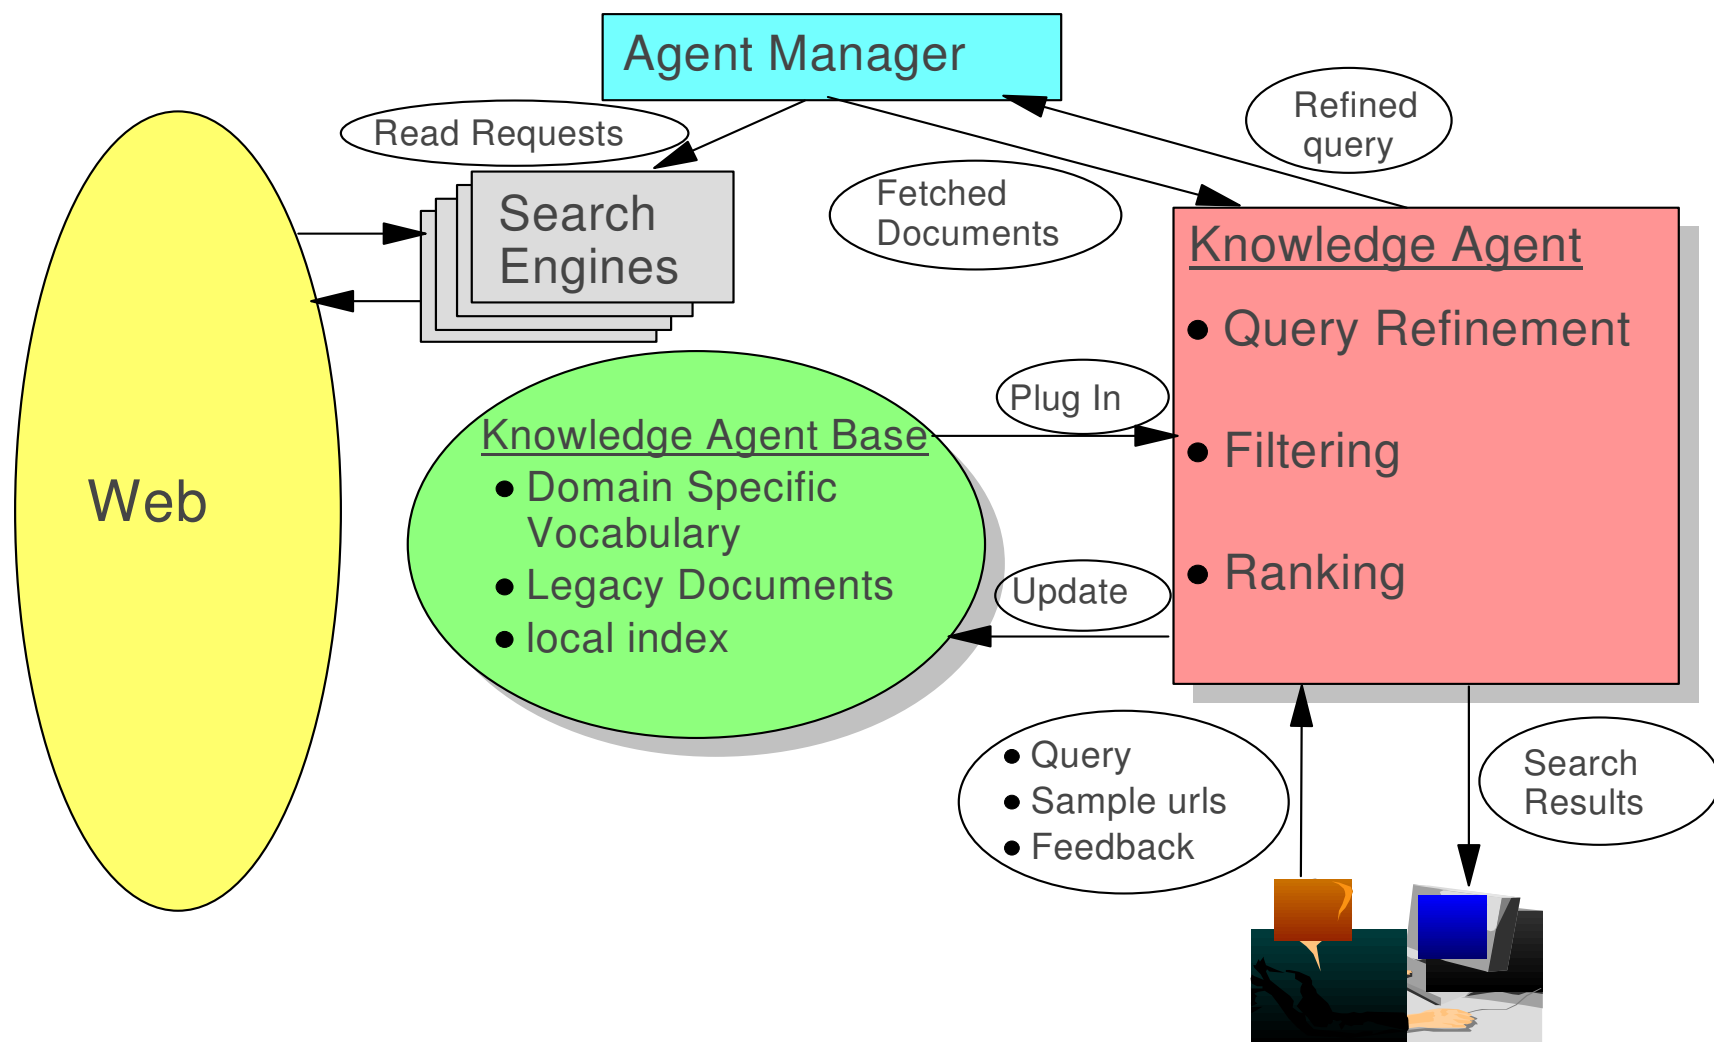 Agent Manager
Read Requests
Refined
query
Fetched
Documents
Search
Engines
Knowledge Agent
• Query Refinement
• Filtering
• Ranking
Plug In
Knowledge Agent Base
• Domain Specific
Vocabulary
• Legacy Documents
• local index
Web
Update
• Query
• Sample urls
• Feedback
Search
Results